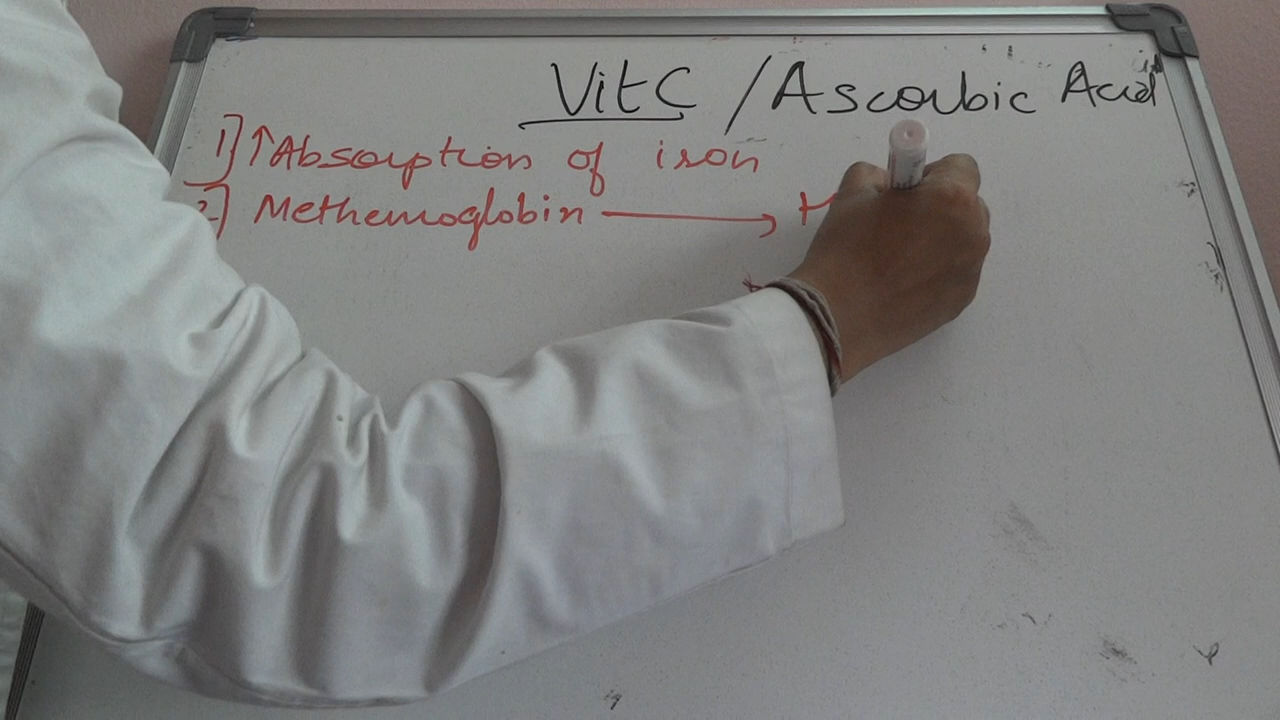 VitC / Ascorbic Acid
1] ↑Absorption of iron
2] Methemoglobin → H